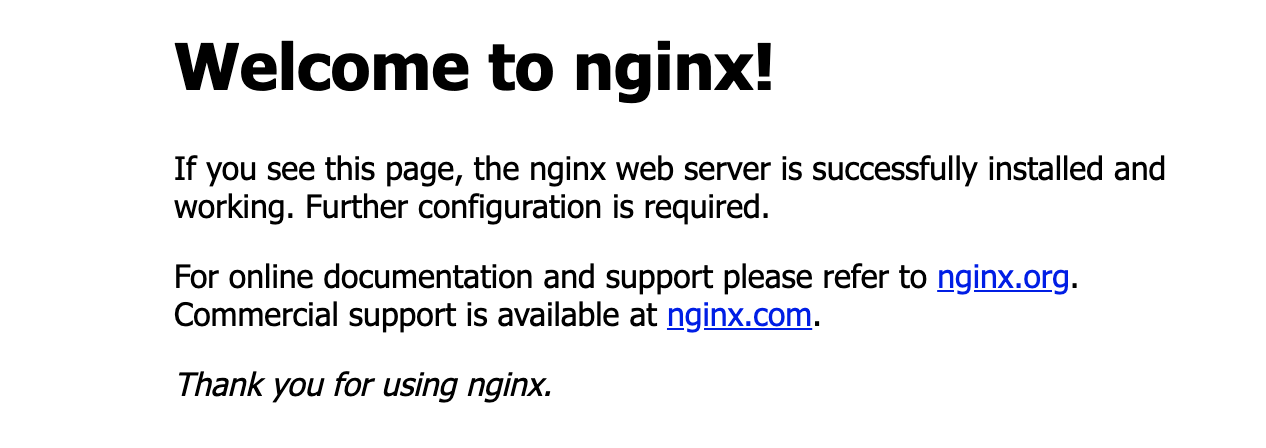 Welcome to nginx!
If you see this page, the nginx web server is successfully installed and
working. Further configuration is required.
For online documentation and support please refer to nginx.org.
Commercial support is available at nginx.com.
Thank you for using nginx.